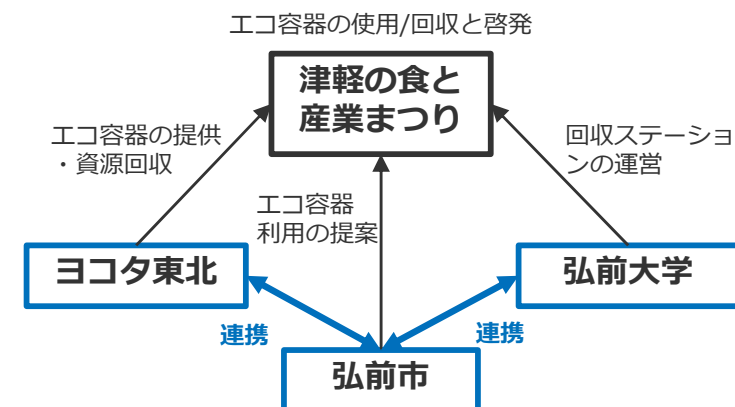 エコ容器の使用/回収と啓発
津軽の食と
産業まつり
エコ容器の提供
・資源回収
回収ステーショ
ンの運営
エコ容器
利用の提案
ヨコタ東北
弘前大学
連携
連携
弘前市